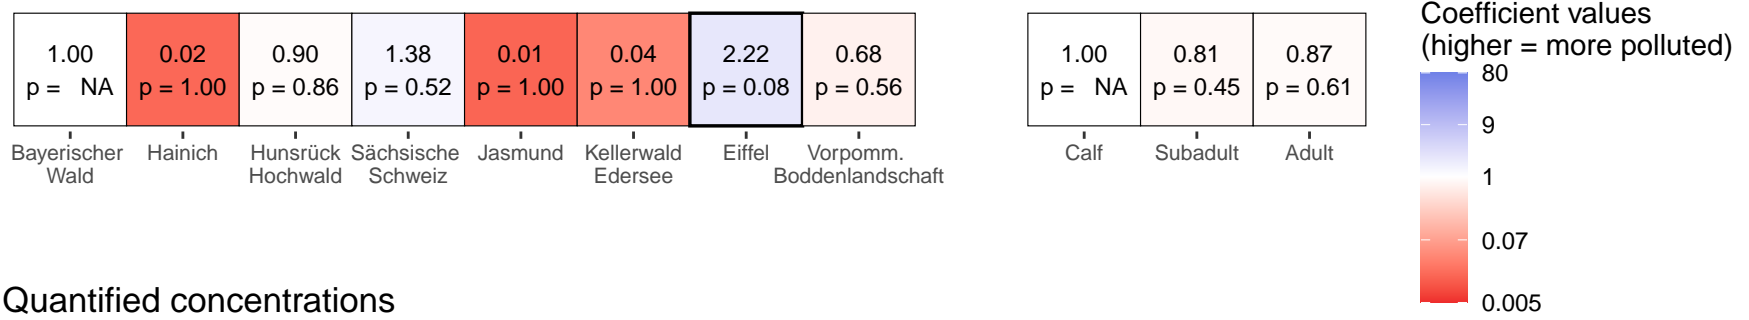 Coefficient values
(higher = more polluted)
1.00 0.02 0.90 1.38 0.01 0.04 2.22 0.68 1.00 0.81 0.87
p = NA p = 1.00 p = 0.86 p = 0.52 p = 1.00 p = 1.00 p = 0.08 p = 0.56 p = NA p = 0.45 p = 0.61
80
9
1
0.07
0.005
Bayerischer Hainich Hunsrück Sächsische Jasmund Kellerwald Eiffel Vorpomm. Calf Subadult Adult
Wald Hochwald Schweiz Edersee Boddenlandschaft
Quantified concentrations